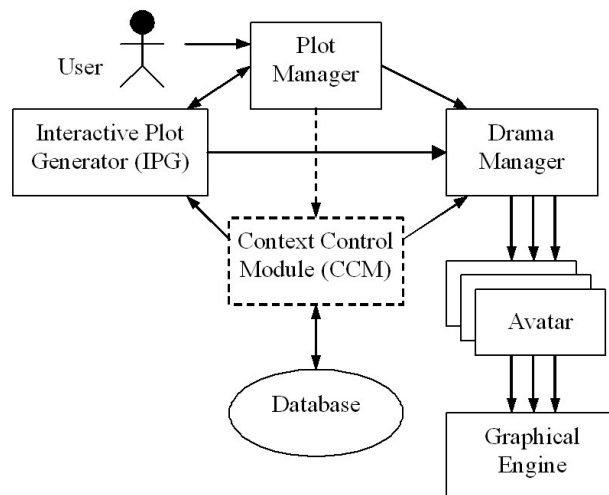 User
Plot
Manager
Interactive Plot
Generator (IPG)
Drama
Manager
Context Control
Module (CCM)
Avatar
Database
Graphical
Engine